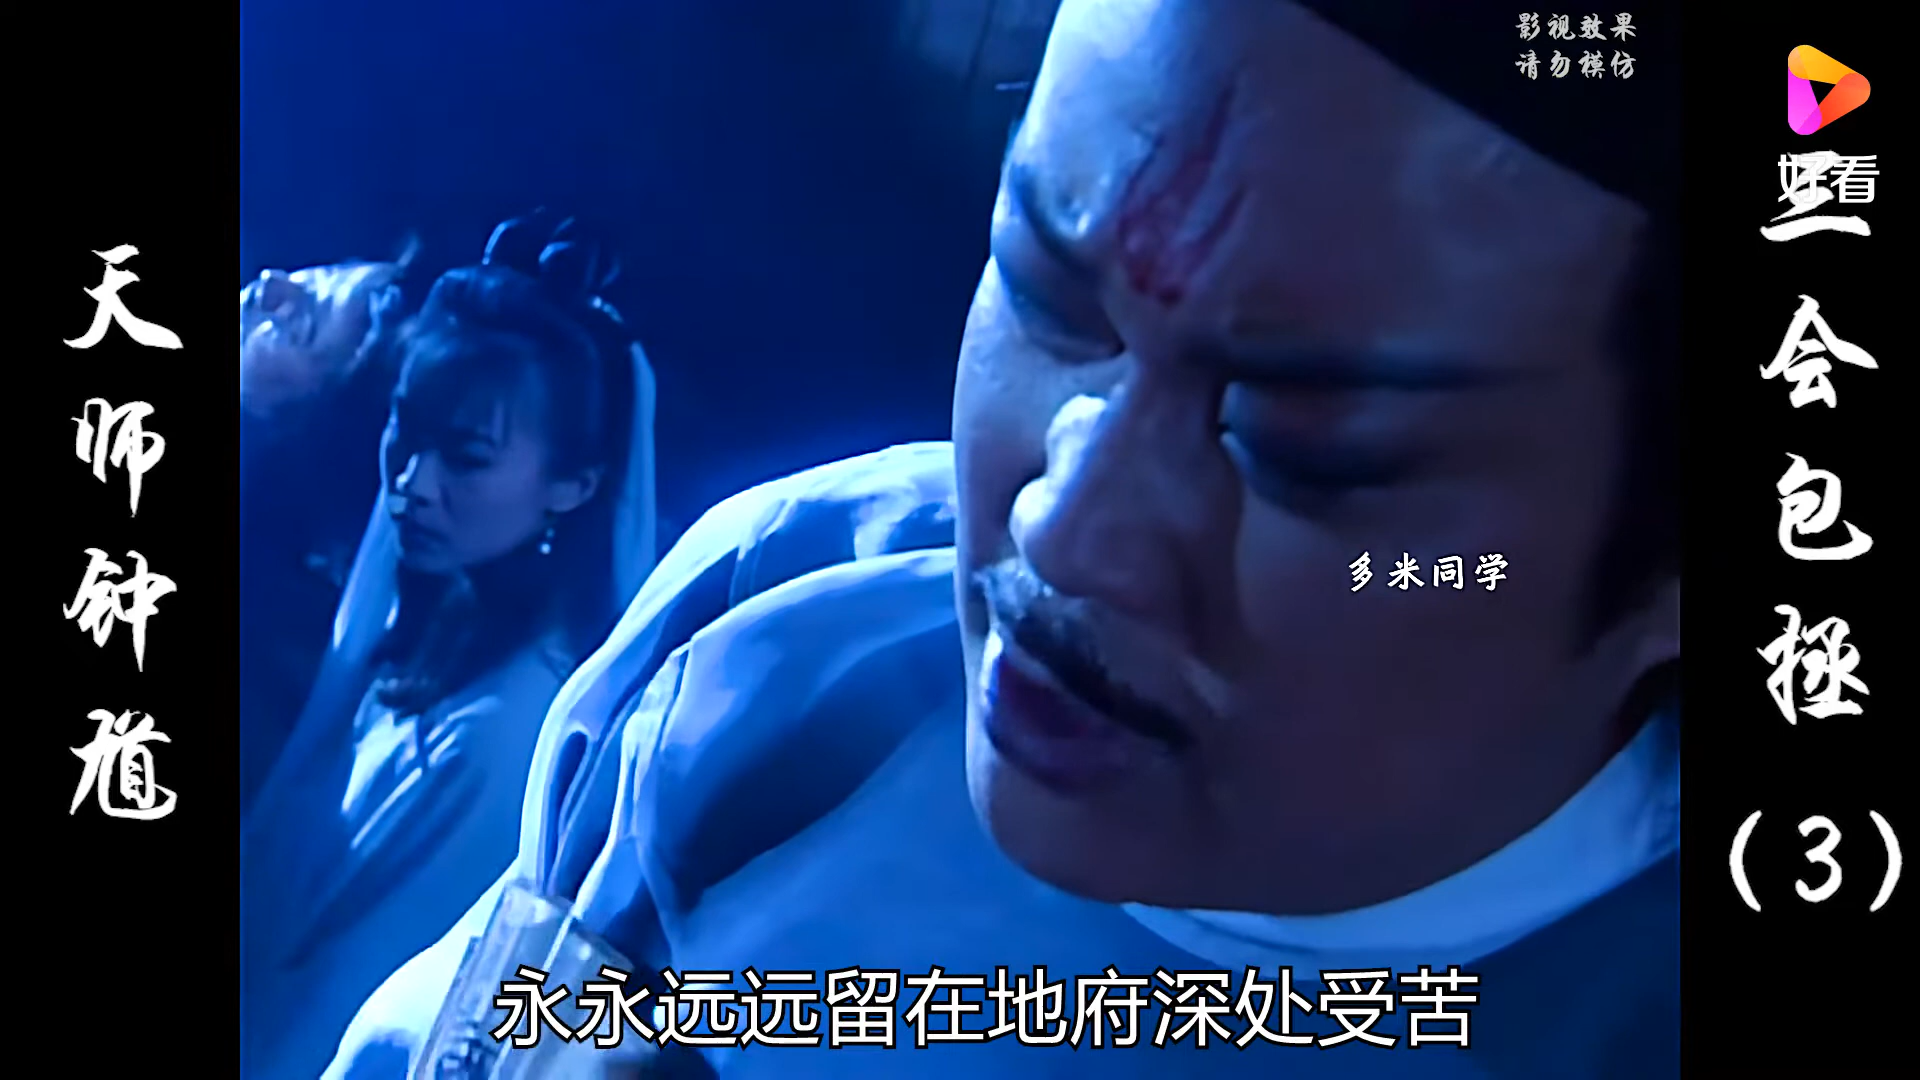 天师钟馗
影视效果
请勿模仿
好看
三会包拯
(3)
多米同学
永永远远留在地府深处受苦